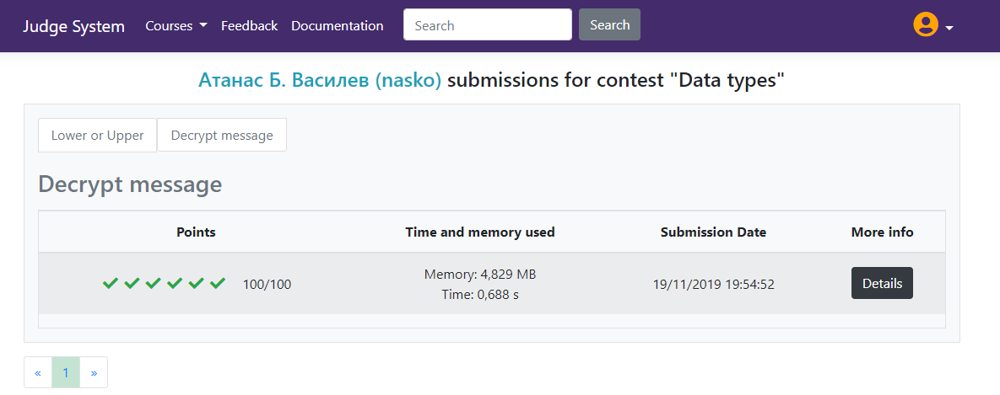 Judge System Courses Feedback Documentation Search Search
Атанас Б. Василев (nasko) submissions for contest "Data types"
Lower or Upper Decrypt message
Decrypt message
Points Time and memory used Submission Date More info
100/100 Memory: 4,829 MB 19/11/2019 19:54:52 Details
Time: 0,688 s
« 1 »